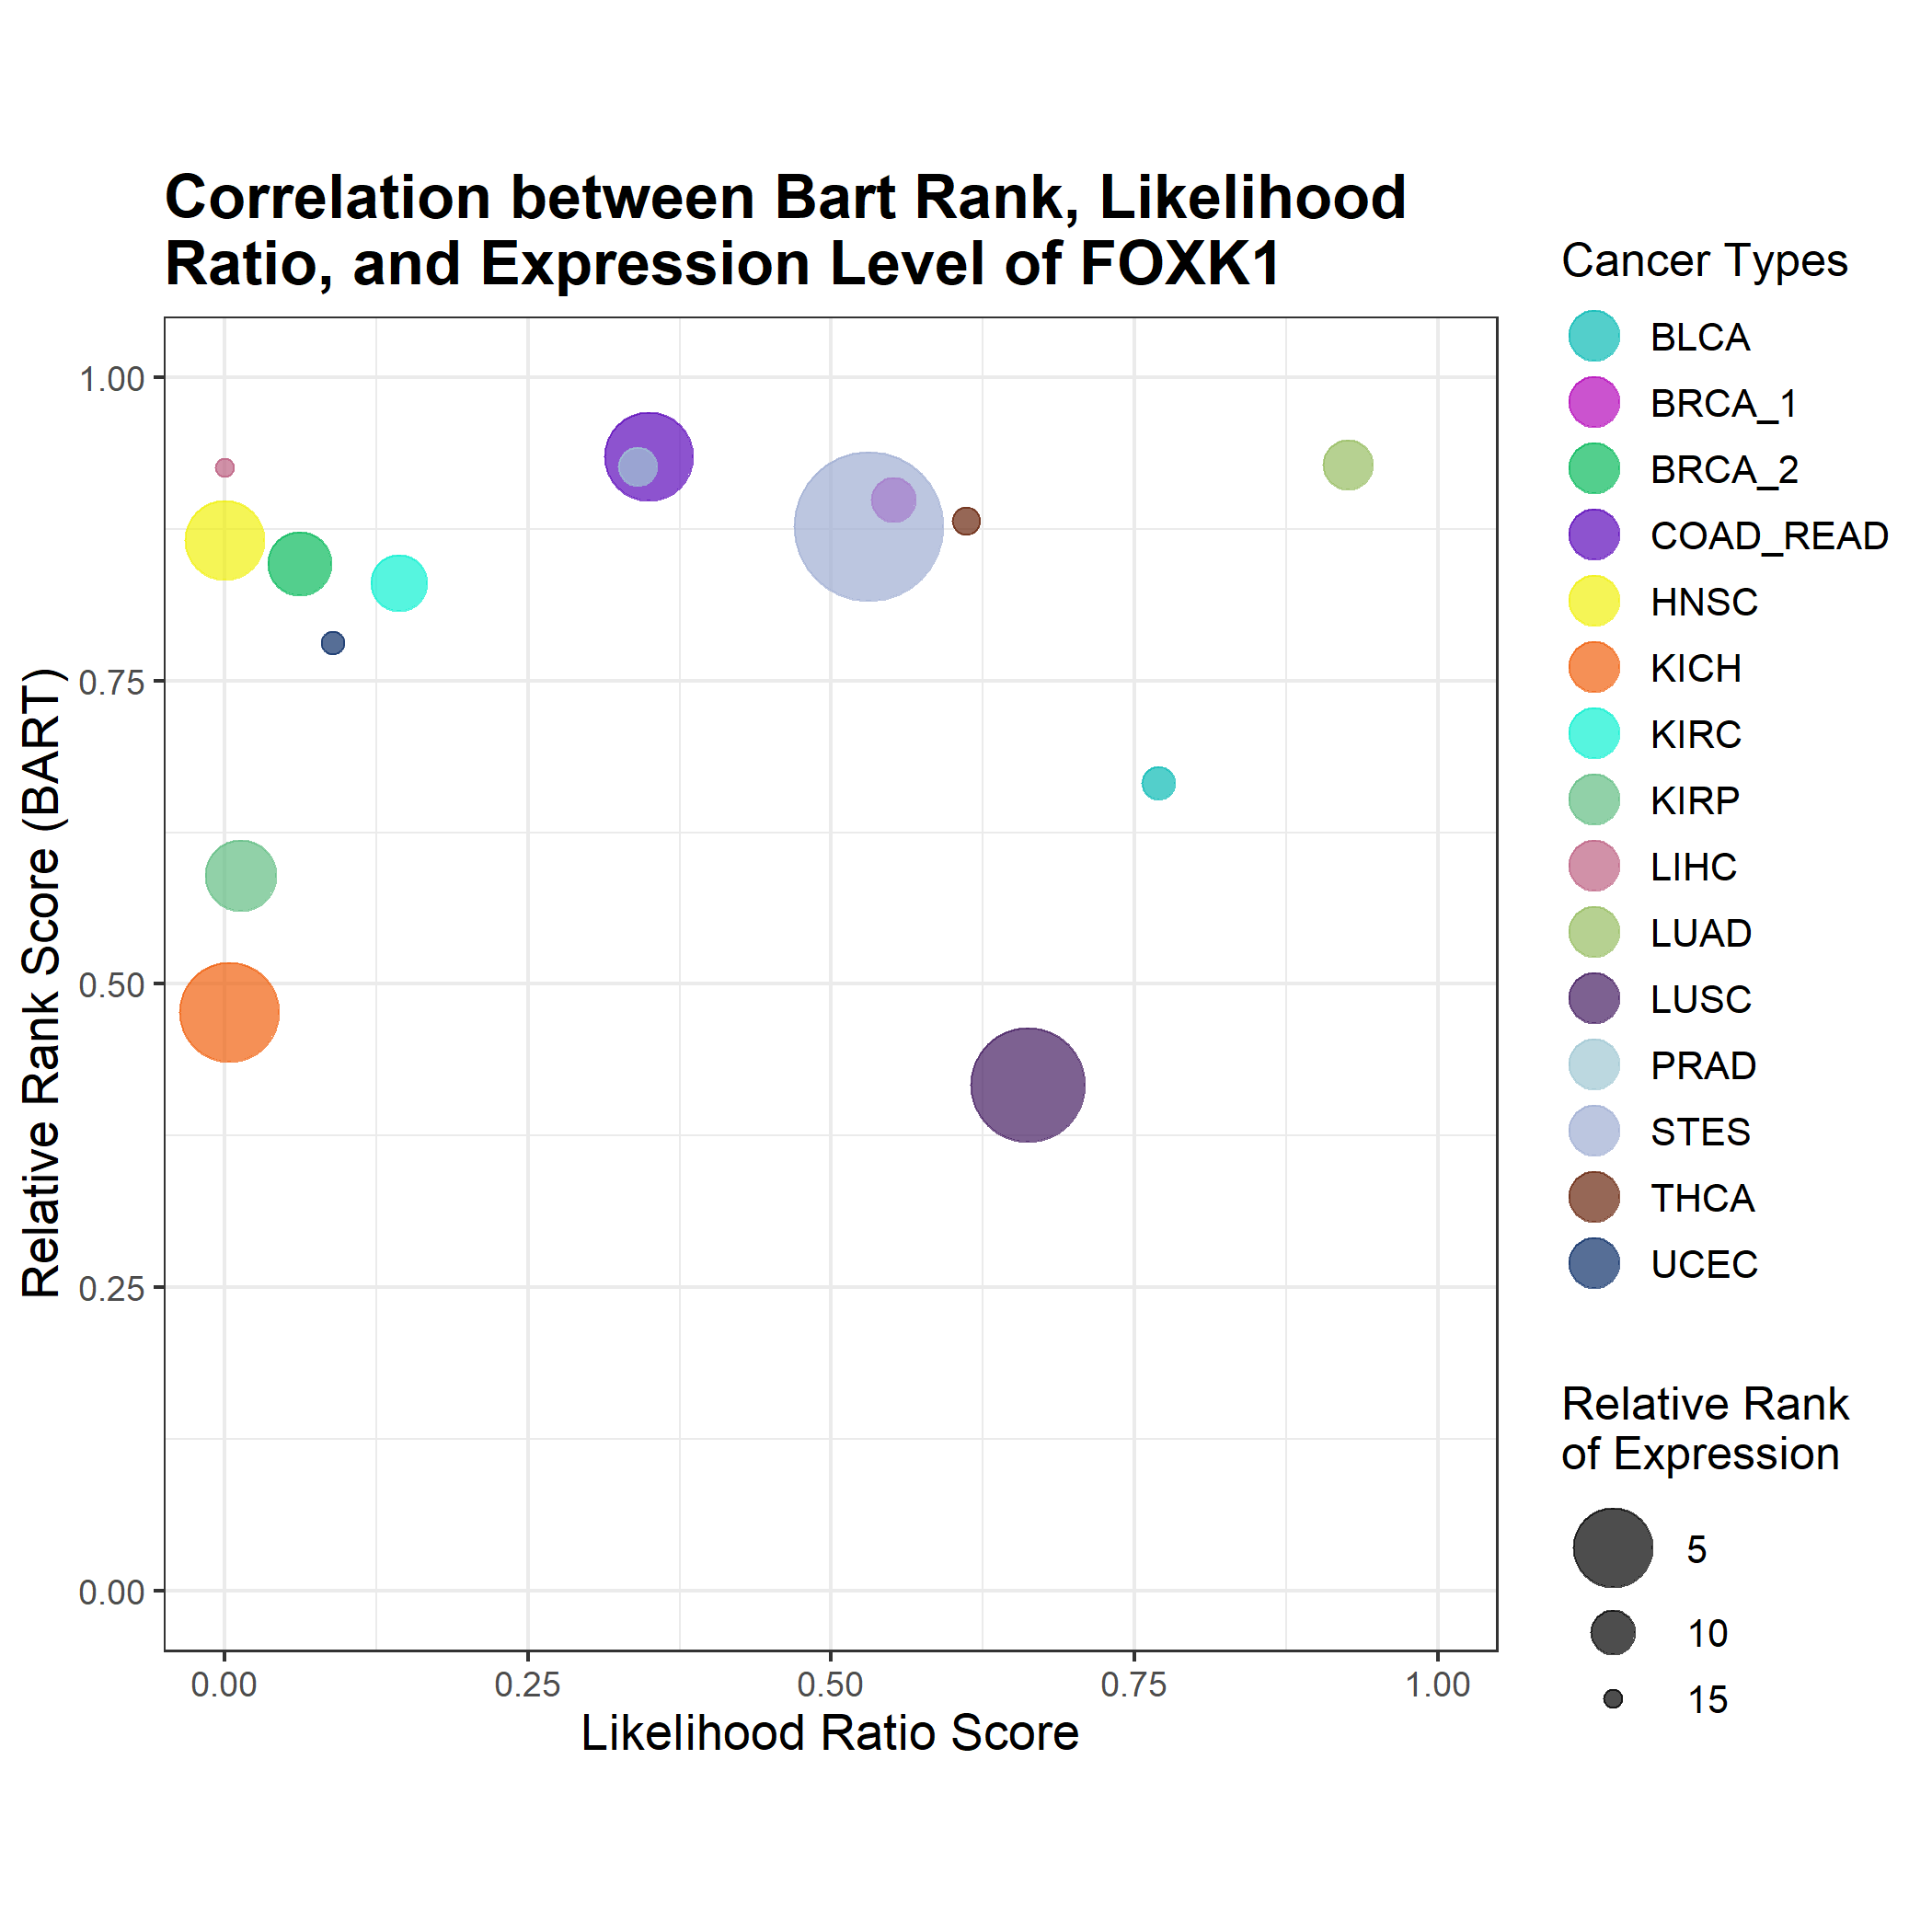 Correlation between Bart Rank, Likelihood
Ratio, and Expression Level of FOXK1
Relative Rank Score (BART)
1.00
0.75
0.50
0.25
0.00
0.00 0.25 0.50 0.75 1.00
Likelihood Ratio Score
Cancer Types
BLCA
BRCA_1
BRCA_2
COAD_READ
HNSC
KICH
KIRC
KIRP
LIHC
LUAD
LUSC
PRAD
STES
THCA
UCEC
Relative Rank
of Expression
5
10
15